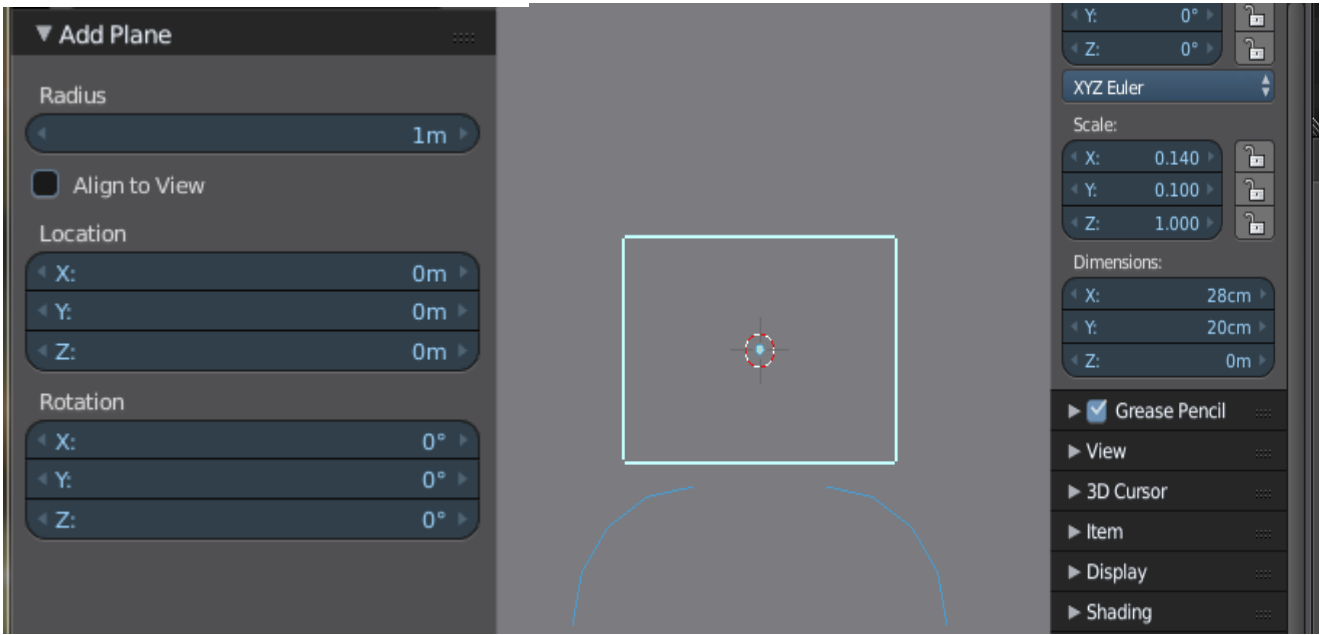 Add Plane
Radius
1m
Align to View
Location
X: 0m
Y: 0m
Z: 0m
Rotation
X: 0°
Y: 0°
Z: 0°
Y: 0°
Z: 0°
XYZ Euler
Scale:
X: 0.140
Y: 0.100
Z: 1.000
Dimensions:
X: 28cm
Y: 20cm
Z: 0m
Grease Pencil
View
3D Cursor
Item
Display
Shading